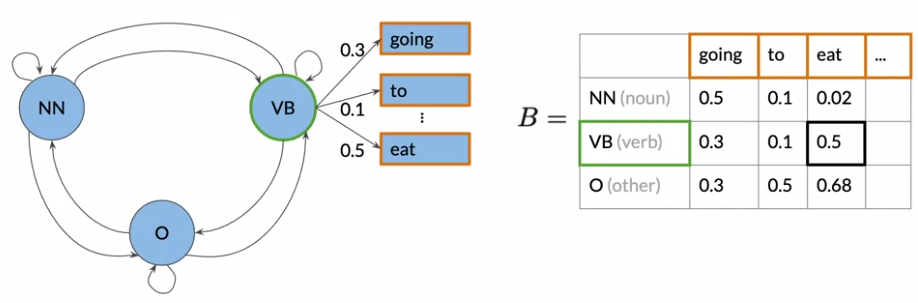 NN
VB
O
0.3
0.1
0.5
going
to
⋮
eat
B =
going to eat ...
NN (noun) 0.5 0.1 0.02
VB (verb) 0.3 0.1 0.5
O (other) 0.3 0.5 0.68